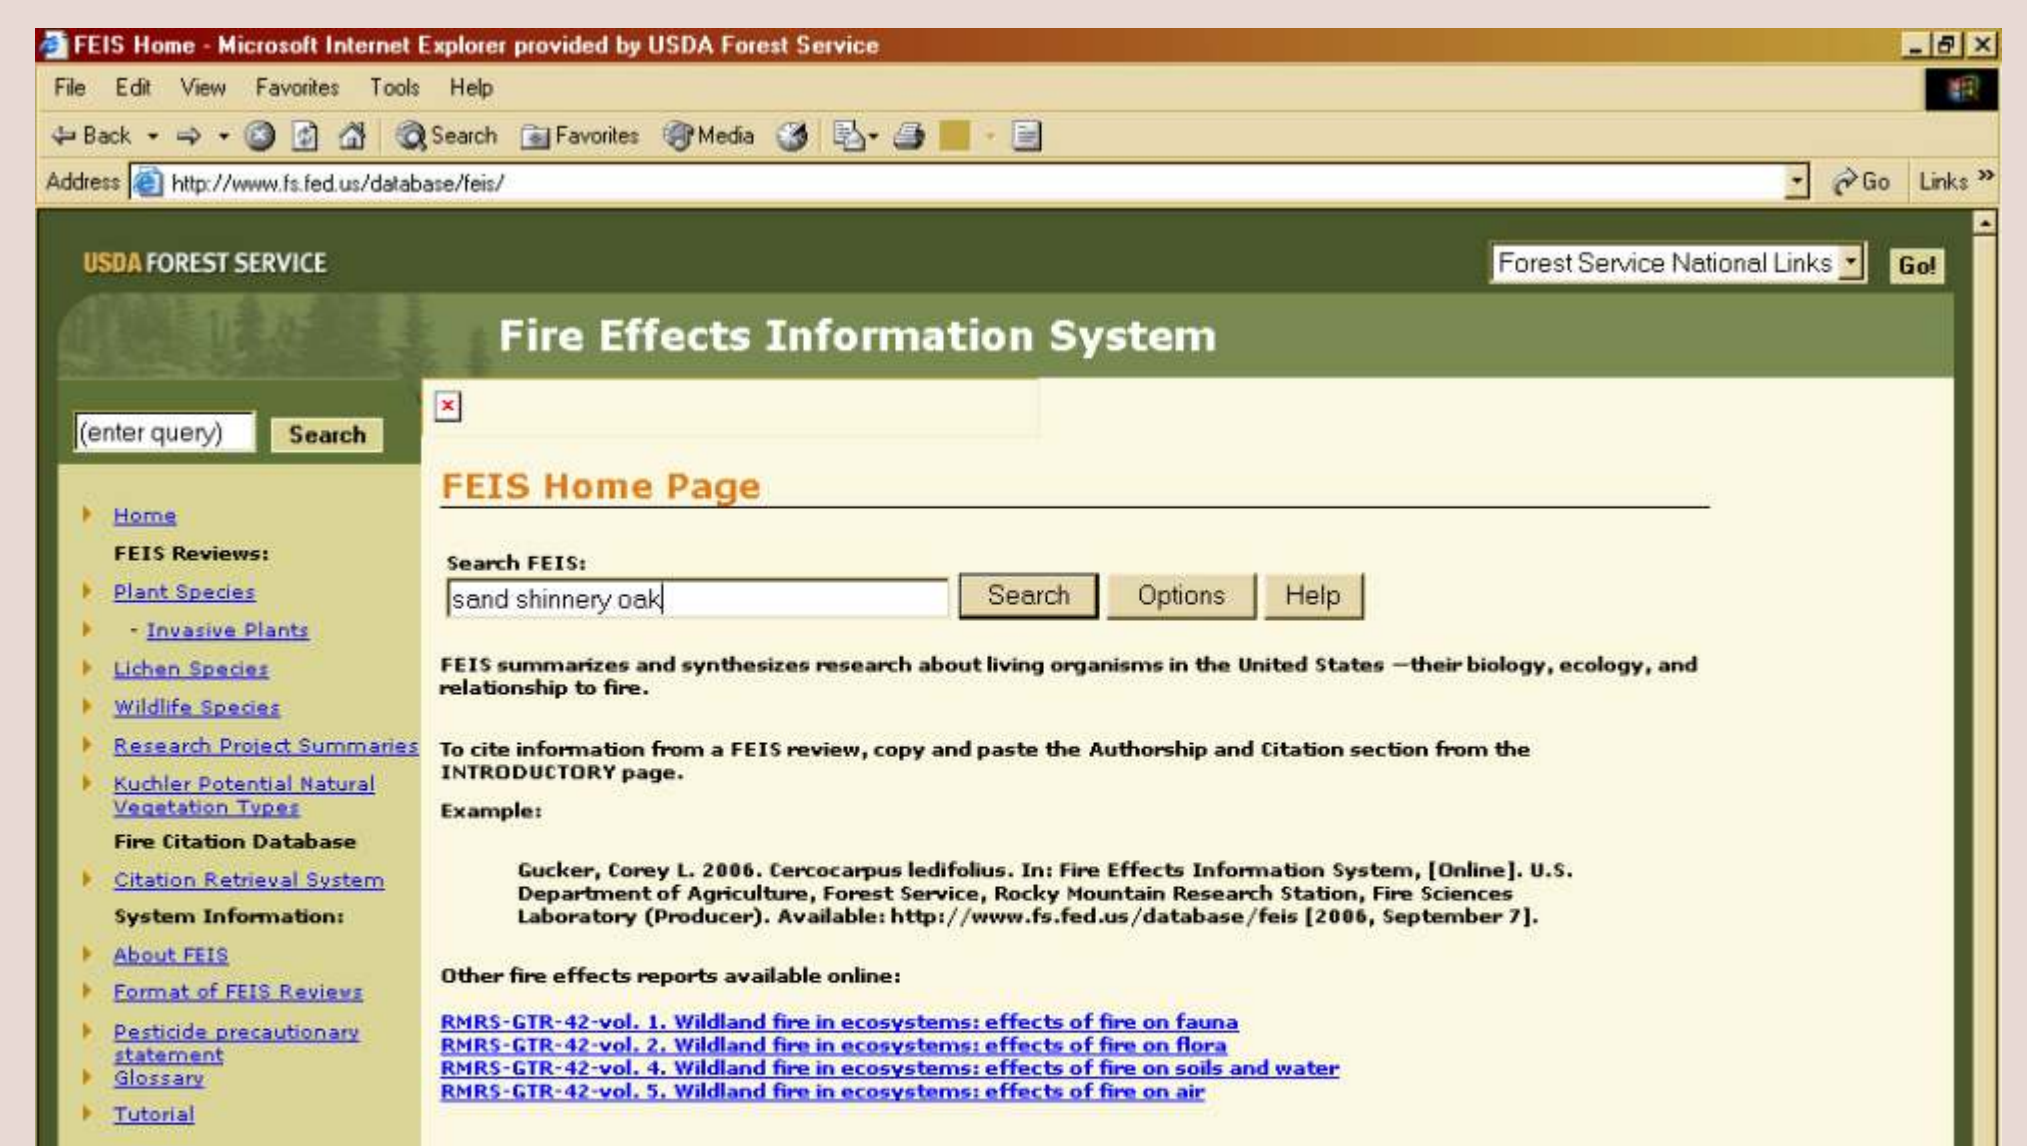 FEIS Home - Microsoft Internet Explorer provided by USDA Forest Service
File Edit View Favorites Tools Help
Back Search Favorites Media
Address http://www.fs.fed.us/database/feis/ Go Links »
USDA FOREST SERVICE
Forest Service National Links Go!
Fire Effects Information System
(enter query) Search
Home
FEIS Reviews:
Plant Species
- Invasive Plants
Lichen Species
Wildlife Species
Research Project Summaries
Kuchler Potential Natural
Vegetation Types
Fire Citation Database
Citation Retrieval System
System Information:
About FEIS
Format of FEIS Reviews
Pesticide precautionary
statement
Glossary
Tutorial
FEIS Home Page
Search FEIS:
sand shinnery oak Search Options Help
FEIS summarizes and synthesizes research about living organisms in the United States —their biology, ecology, and
relationship to fire.
To cite information from a FEIS review, copy and paste the Authorship and Citation section from the
INTRODUCTORY page.
Example:
Gucker, Corey L. 2006. Cercocarpus ledifolius. In: Fire Effects Information System, [Online]. U.S.
Department of Agriculture, Forest Service, Rocky Mountain Research Station, Fire Sciences
Laboratory (Producer). Available: http://www.fs.fed.us/database/feis [2006, September 7].
Other fire effects reports available online:
RMRS-GTR-42-vol. 1. Wildland fire in ecosystems: effects of fire on fauna
RMRS-GTR-42-vol. 2. Wildland fire in ecosystems: effects of fire on flora
RMRS-GTR-42-vol. 4. Wildland fire in ecosystems: effects of fire on soils and water
RMRS-GTR-42-vol. 5. Wildland fire in ecosystems: effects of fire on air